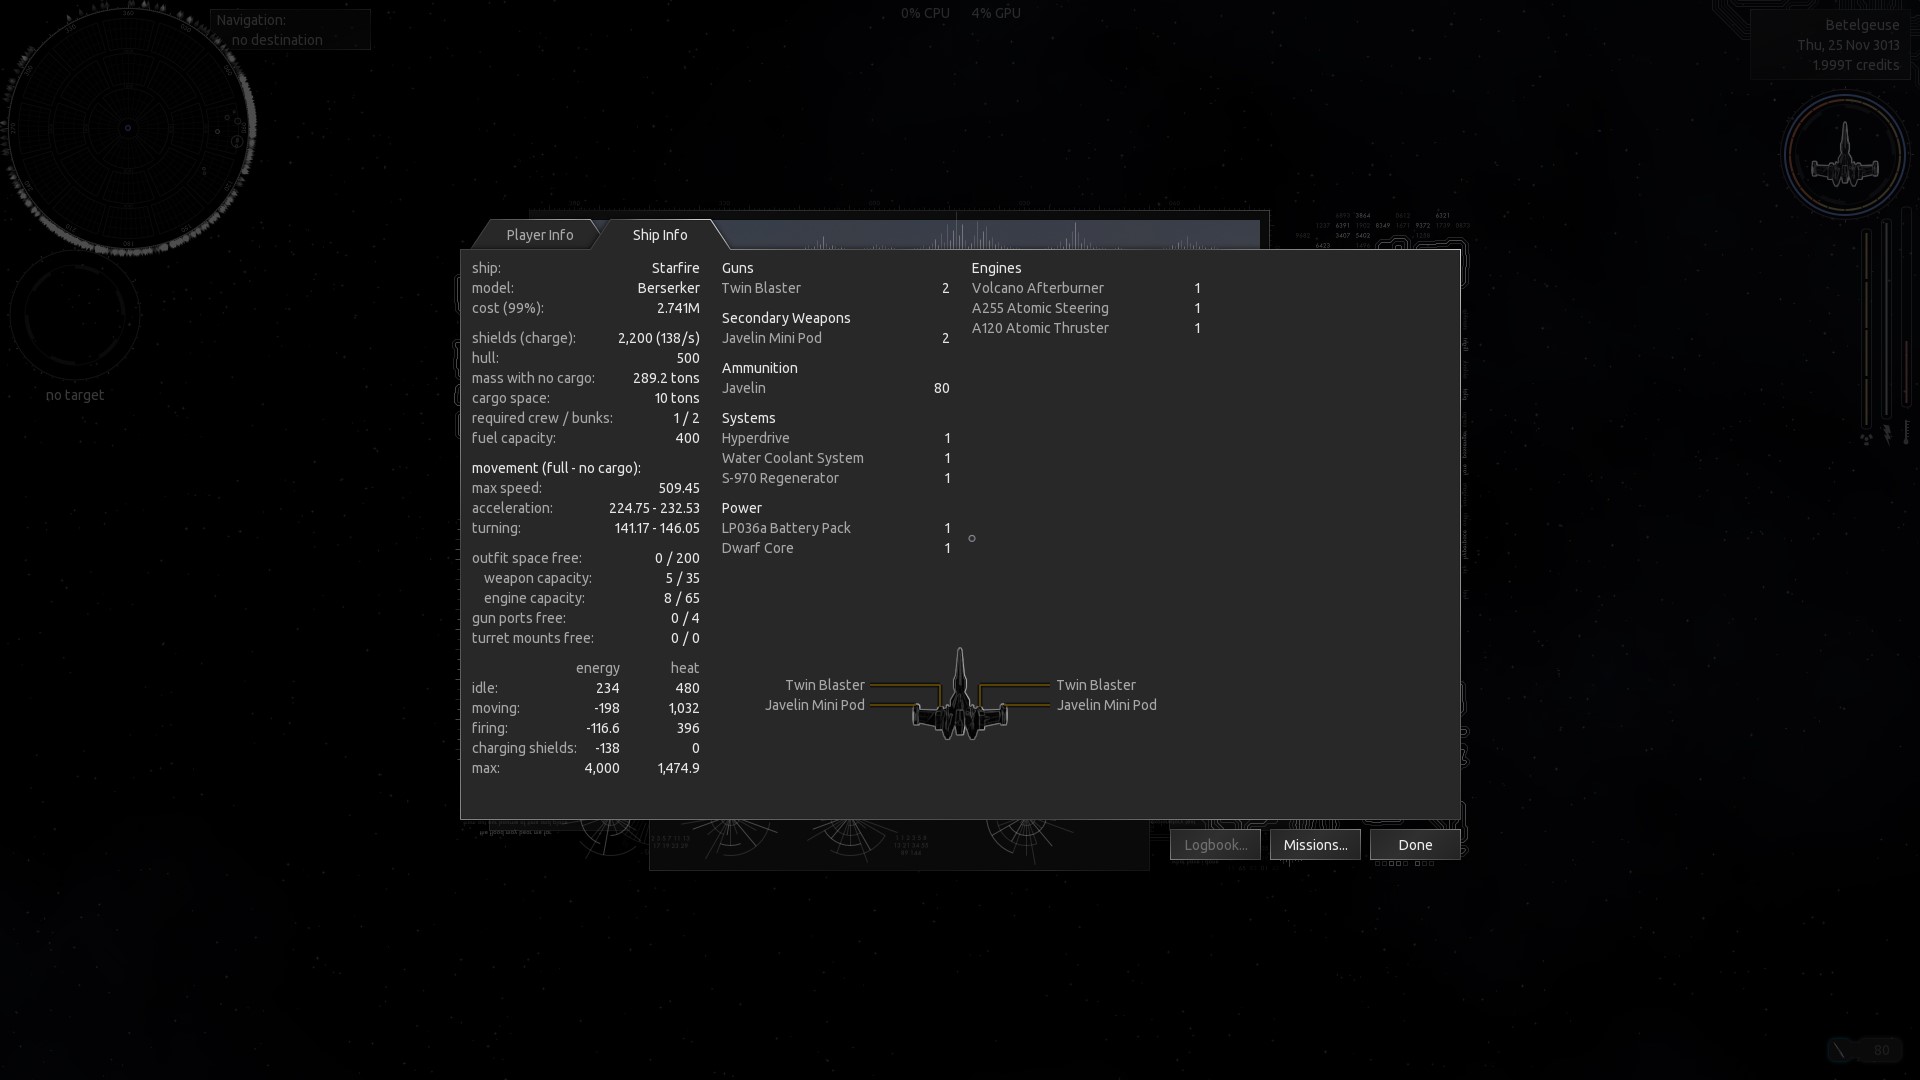 Navigation:
no destination
0% CPU 4% GPU
Betelgeuse
Thu, 25 Nov 3013
1.999T credits
no target
Player Info
Ship Info
ship: Starfire
model: Berserker
cost (99%): 2.741M
shields (charge): 2,200 (138/s)
hull: 500
mass with no cargo: 289.2 tons
cargo space: 10 tons
required crew / bunks: 1 / 2
fuel capacity: 400
movement (full - no cargo):
max speed: 509.45
acceleration: 224.75 - 232.53
turning: 141.17 - 146.05
outfit space free: 0 / 200
weapon capacity: 5 / 35
engine capacity: 8 / 65
gun ports free: 0 / 4
turret mounts free: 0 / 0
energy heat
idle: 234 480
moving: -198 1,032
firing: -116.6 396
charging shields: -138 0
max: 4,000 1,474.9
Guns
Twin Blaster 2
Secondary Weapons
Javelin Mini Pod 2
Ammunition
Javelin 80
Systems
Hyperdrive 1
Water Coolant System 1
S-970 Regenerator 1
Power
LP036a Battery Pack 1
Dwarf Core 1
Engines
Volcano Afterburner 1
A255 Atomic Steering 1
A120 Atomic Thruster 1
Twin Blaster Twin Blaster
Javelin Mini Pod Javelin Mini Pod
Logbook... Missions... Done
80